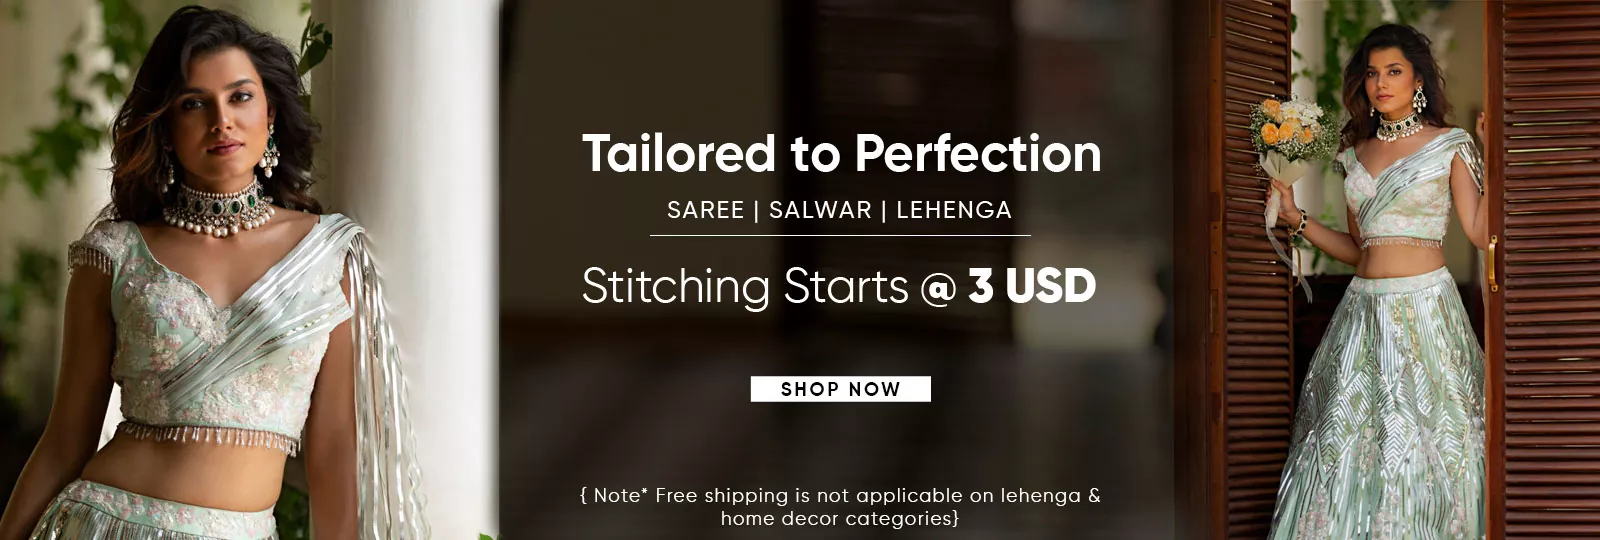 Tailored to Perfection
SAREE | SALWAR | LEHENGA
Stitching Starts @ 3 USD
SHOP NOW
{ Note* Free shipping is not applicable on lehenga &
home decor categories}